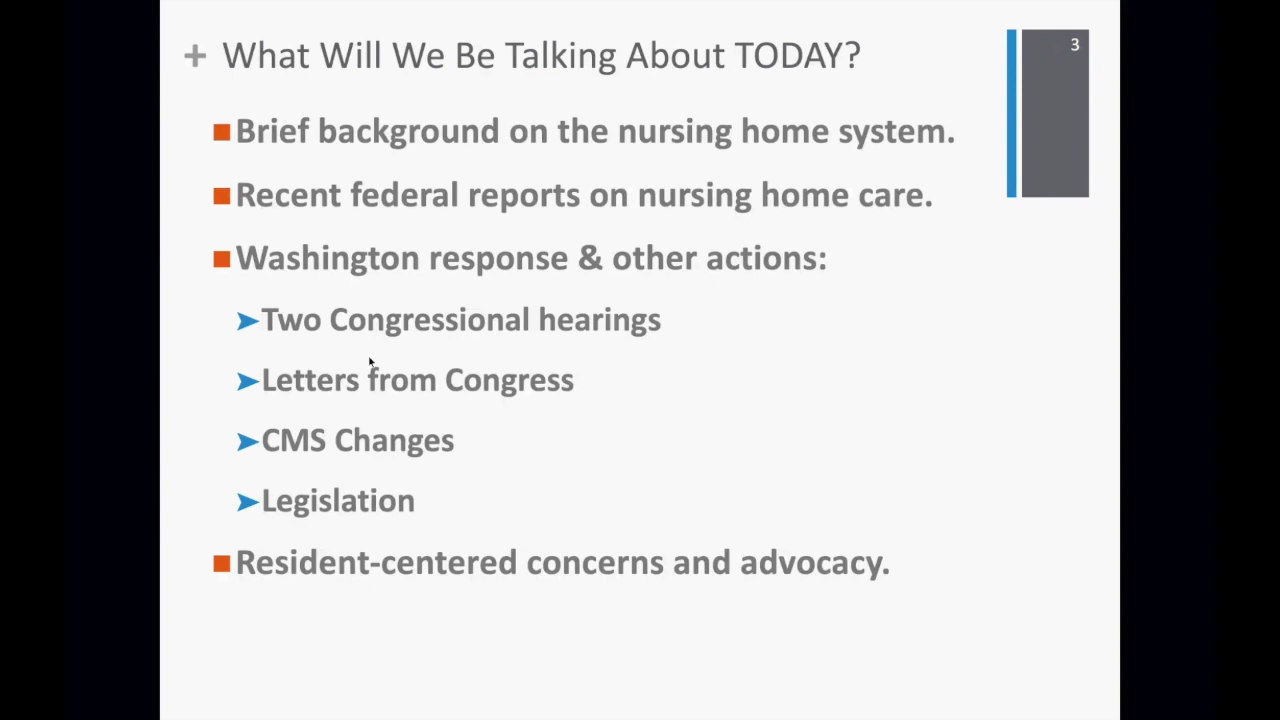 + What Will We Be Talking About TODAY?
3
Brief background on the nursing home system.
Recent federal reports on nursing home care.
Washington response & other actions:
Two Congressional hearings
Letters from Congress
CMS Changes
Legislation
Resident-centered concerns and advocacy.